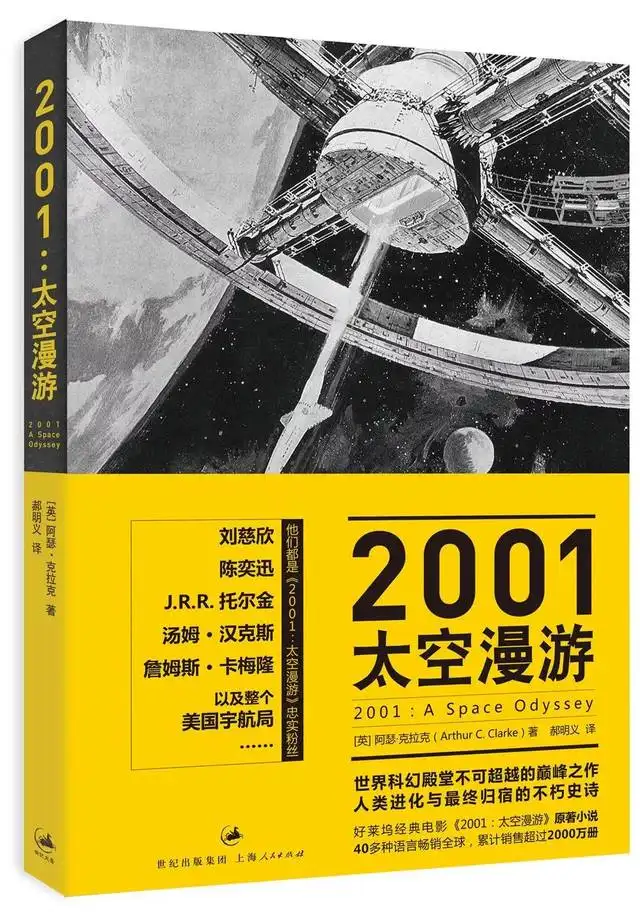 2001:太空漫游
2001
A Space
Odyssey
[英] 阿瑟·克拉克 著
郝明义 译
世纪文景
刘慈欣
陈奕迅
J.R.R. 托尔金
汤姆·汉克斯
詹姆斯·卡梅隆
以及整个
美国宇航局
……
他们都是《2001:太空漫游》忠实粉丝
2001
太空漫游
2001 : A Space Odyssey
[英] 阿瑟·克拉克 ( Arthur C. Clarke ) 著 郝明义 译
世界科幻殿堂不可超越的巅峰之作
人类进化与最终归宿的不朽史诗
好莱坞经典电影《2001:太空漫游》原著小说
40多种语言畅销全球,累计销售超过2000万册
世纪出版集团 上海人民出版社